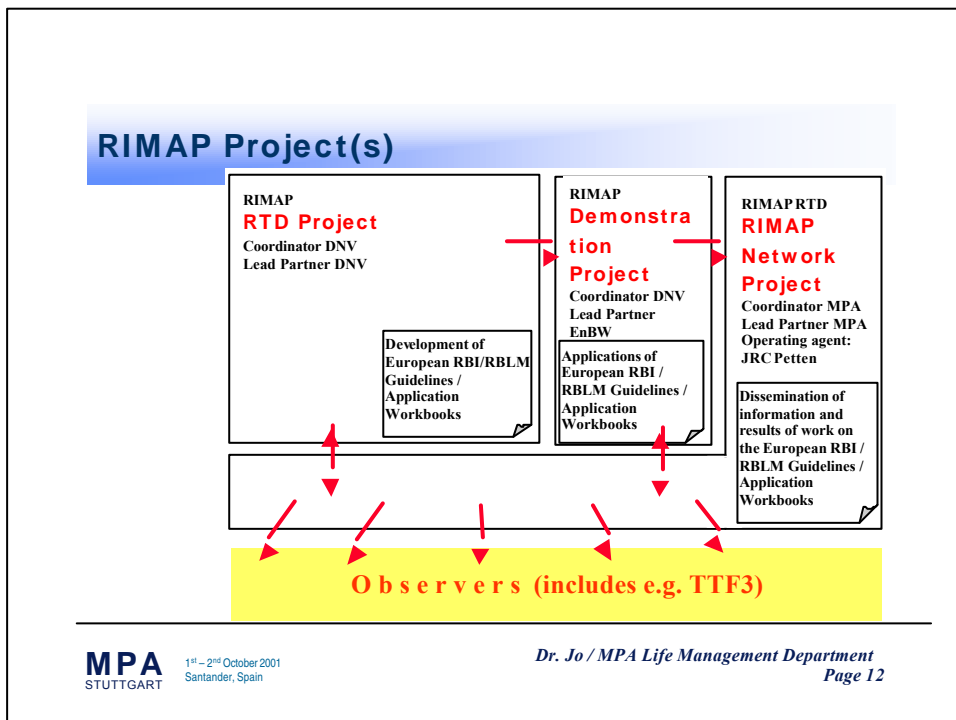 RIMAP Project(s)
RIMAP
RTD Project
Coordinator DNV
Lead Partner DNV
Development of
European RBI/RBLM
Guidelines /
Application
Workbooks
RIMAP
Demonstra
tion
Project
Coordinator DNV
Lead Partner
EnBW
Applications of
European RBI /
RBLM Guidelines /
Application
Workbooks
RIMAP RTD
RIMAP
Network
Project
Coordinator MPA
Lead Partner MPA
Operating agent:
JRC Petten
Dissemination of
information and
results of work on
the European RBI /
RBLM Guidelines /
Application
Workbooks
O b s e r v e r s (includes e.g. TTF3)
MPA
STUTTGART
1st – 2nd October 2001
Santander, Spain
Dr. Jo / MPA Life Management Department
Page 12